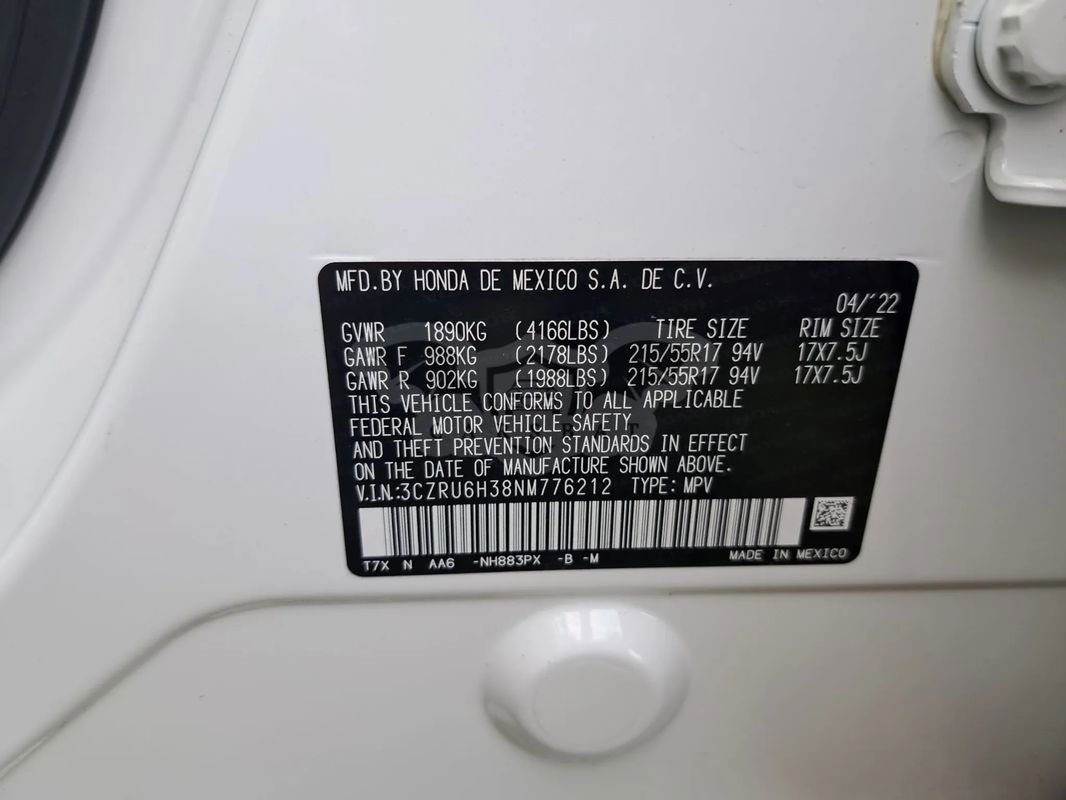 MFD.BY HONDA DE MEXICO S.A. DE C.V.
04/'22
GVWR 1890KG (4166LBS) TIRE SIZE RIM SIZE
GAWR F 988KG (2178LBS) 215/55R17 94V 17X7.5J
GAWR R 902KG (1988LBS) 215/55R17 94V 17X7.5J
THIS VEHICLE CONFORMS TO ALL APPLICABLE
FEDERAL MOTOR VEHICLE SAFETY
AND THEFT PREVENTION STANDARDS IN EFFECT
ON THE DATE OF MANUFACTURE SHOWN ABOVE.
V.I.N.:3CZRU6H38NM776212 TYPE: MPV
T7X N AA6 -NH883PX -B -M MADE IN MEXICO